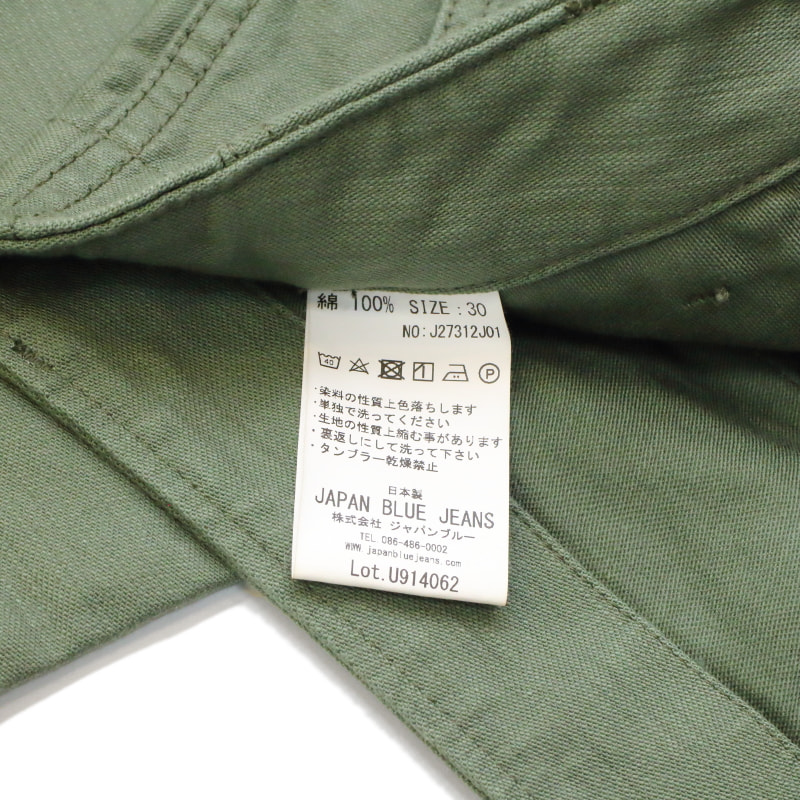 綿 100% SIZE : 30
NO: J27312J01
40 P
・染料の性質上色落ちします
・単独で洗ってください
・生地の性質上縮む事があります
・裏返しにして洗って下さい
・タンブラー乾燥禁止
日本製
JAPAN BLUE JEANS
株式会社 ジャパンブルー
TEL 086-486-0002
WWW.japanbluejeans.com
Lot.U914062